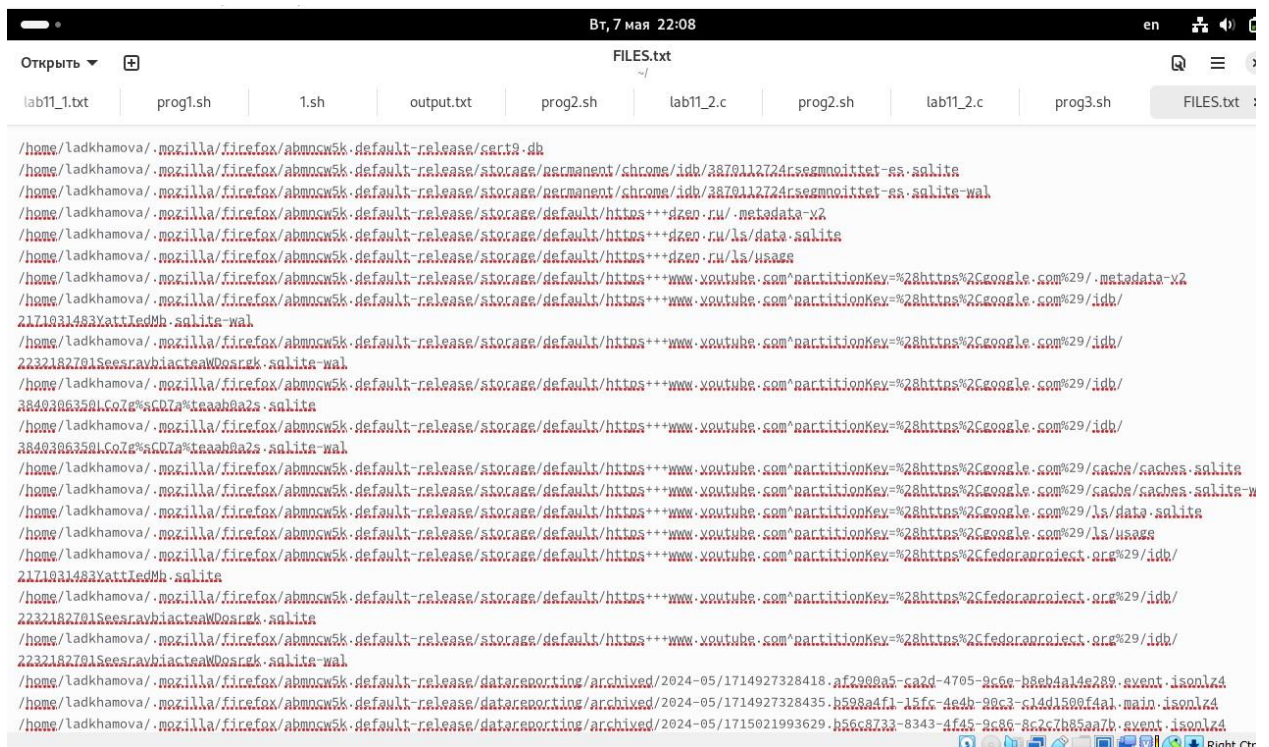 Вт, 7 мая 22:08
en
Открыть
FILES.txt
~/
lab11_1.txt
prog1.sh
1.sh
output.txt
prog2.sh
lab11_2.c
prog2.sh
lab11_2.c
prog3.sh
FILES.txt
/home/ladkhamova/.mozilla/firefox/abmncw5k.default-release/cert9.db
/home/ladkhamova/.mozilla/firefox/abmncw5k.default-release/storage/permanent/chrome/idb/3870112724rsegmnoittet-es.sqlite
/home/ladkhamova/.mozilla/firefox/abmncw5k.default-release/storage/permanent/chrome/idb/3870112724rsegmnoittet-es.sqlite-wal
/home/ladkhamova/.mozilla/firefox/abmncw5k.default-release/storage/default/https+++dzen.ru/.metadata-v2
/home/ladkhamova/.mozilla/firefox/abmncw5k.default-release/storage/default/https+++dzen.ru/ls/data.sqlite
/home/ladkhamova/.mozilla/firefox/abmncw5k.default-release/storage/default/https+++dzen.ru/ls/usage
/home/ladkhamova/.mozilla/firefox/abmncw5k.default-release/storage/default/https+++www.youtube.com^partitionKey=%28https%2Cgoogle.com%29/.metadata-v2
/home/ladkhamova/.mozilla/firefox/abmncw5k.default-release/storage/default/https+++www.youtube.com^partitionKey=%28https%2Cgoogle.com%29/idb/
2171031483YattIedMb.sqlite-wal
/home/ladkhamova/.mozilla/firefox/abmncw5k.default-release/storage/default/https+++www.youtube.com^partitionKey=%28https%2Cgoogle.com%29/idb/
2232182701SeesravbiacteaWDosrgk.sqlite-wal
/home/ladkhamova/.mozilla/firefox/abmncw5k.default-release/storage/default/https+++www.youtube.com^partitionKey=%28https%2Cgoogle.com%29/idb/
3840306350LCo7g%sCD7a%teaab0a2s.sqlite
/home/ladkhamova/.mozilla/firefox/abmncw5k.default-release/storage/default/https+++www.youtube.com^partitionKey=%28https%2Cgoogle.com%29/idb/
3840306350LCo7g%sCD7a%teaab0a2s.sqlite-wal
/home/ladkhamova/.mozilla/firefox/abmncw5k.default-release/storage/default/https+++www.youtube.com^partitionKey=%28https%2Cgoogle.com%29/cache/caches.sqlite
/home/ladkhamova/.mozilla/firefox/abmncw5k.default-release/storage/default/https+++www.youtube.com^partitionKey=%28https%2Cgoogle.com%29/cache/caches.sqlite-w
/home/ladkhamova/.mozilla/firefox/abmncw5k.default-release/storage/default/https+++www.youtube.com^partitionKey=%28https%2Cgoogle.com%29/ls/data.sqlite
/home/ladkhamova/.mozilla/firefox/abmncw5k.default-release/storage/default/https+++www.youtube.com^partitionKey=%28https%2Cgoogle.com%29/ls/usage
/home/ladkhamova/.mozilla/firefox/abmncw5k.default-release/storage/default/https+++www.youtube.com^partitionKey=%28https%2Cfedoraproject.org%29/idb/
2171031483YattIedMb.sqlite
/home/ladkhamova/.mozilla/firefox/abmncw5k.default-release/storage/default/https+++www.youtube.com^partitionKey=%28https%2Cfedoraproject.org%29/idb/
2232182701SeesravbiacteaWDosrgk.sqlite
/home/ladkhamova/.mozilla/firefox/abmncw5k.default-release/storage/default/https+++www.youtube.com^partitionKey=%28https%2Cfedoraproject.org%29/idb/
2232182701SeesravbiacteaWDosrgk.sqlite-wal
/home/ladkhamova/.mozilla/firefox/abmncw5k.default-release/datareporting/archived/2024-05/1714927328418.af2900a5-ca2d-4705-9c6e-b8eb4a14e289.event.jsonlz4
/home/ladkhamova/.mozilla/firefox/abmncw5k.default-release/datareporting/archived/2024-05/1714927328435.b598a4f1-15fc-4e4b-90c3-c14d1500f4a1.main.jsonlz4
/home/ladkhamova/.mozilla/firefox/abmncw5k.default-release/datareporting/archived/2024-05/1715021993629.b56c8733-8343-4f45-9c86-8c2c7b85aa7b.event.jsonlz4
Right Ctr